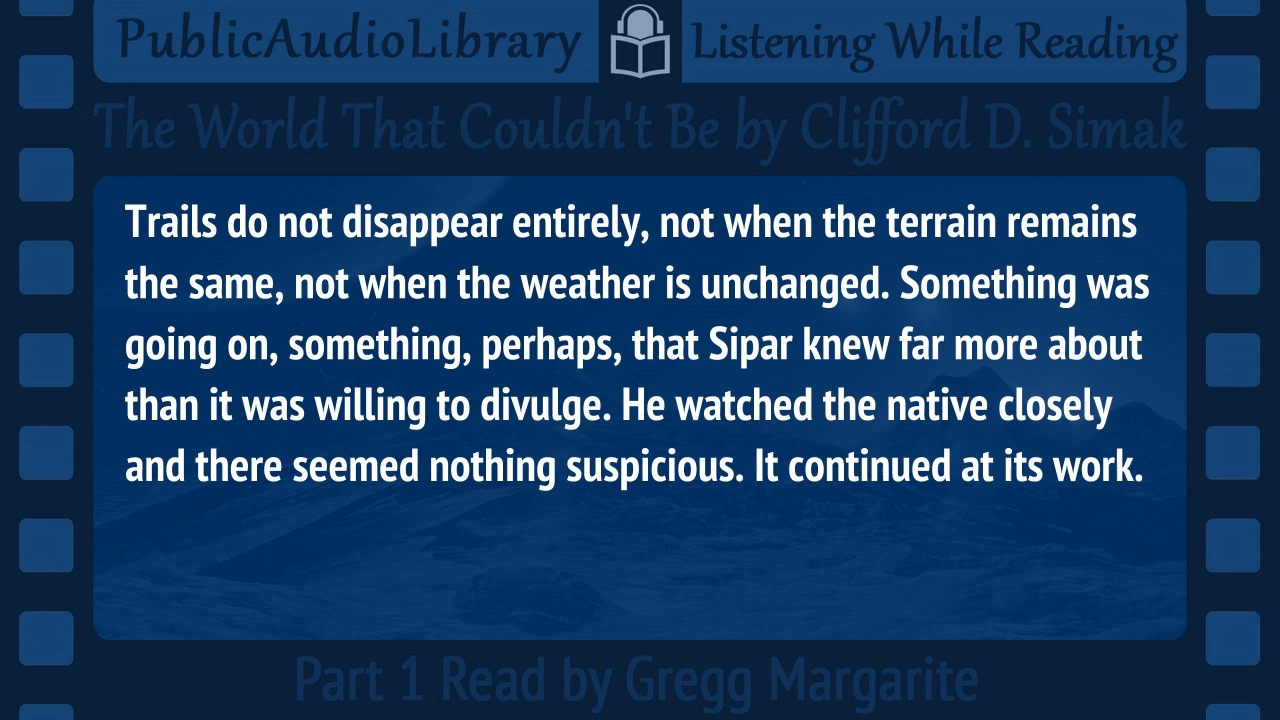 PublicAudioLibrary Listening While Reading
The World That Couldn't Be by Clifford D. Simak
Trails do not disappear entirely, not when the terrain remains
the same, not when the weather is unchanged. Something was
going on, something, perhaps, that Sipar knew far more about
than it was willing to divulge. He watched the native closely
and there seemed nothing suspicious. It continued at its work.
Part 1 Read by Gregg Margarite